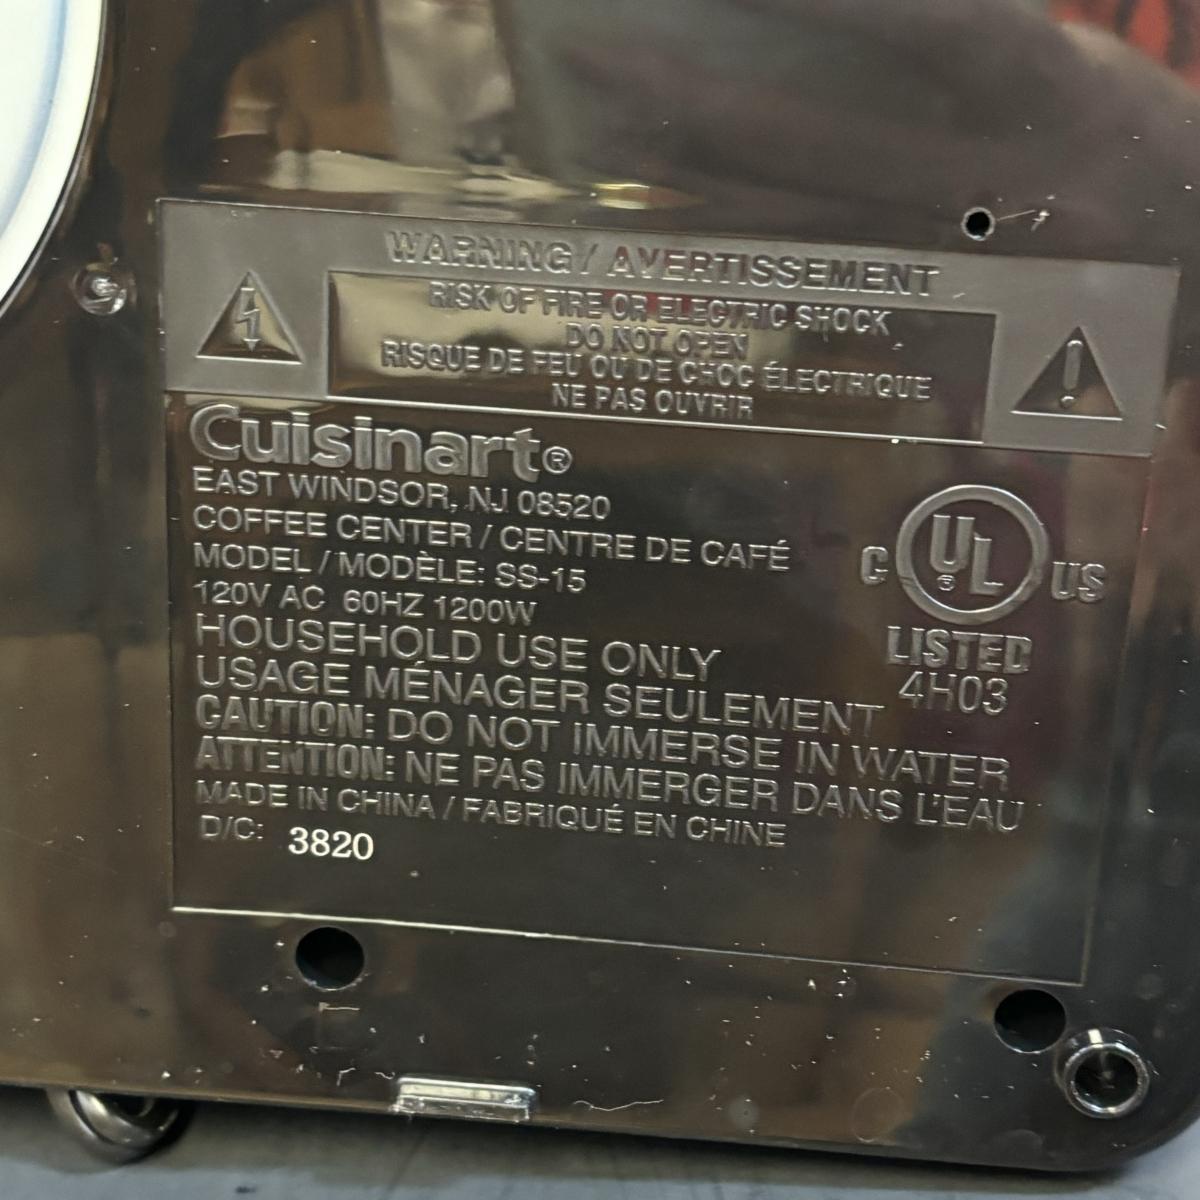 WARNING / AVERTISSEMENT
RISK OF FIRE OR ELECTRIC SHOCK
DO NOT OPEN
RISQUE DE FEU OU DE CHOC ÉLECTRIQUE
NE PAS OUVRIR
Cuisinart®
EAST WINDSOR, NJ 08520
COFFEE CENTER / CENTRE DE CAFÉ
MODEL / MODÈLE: SS-15
120V AC 60HZ 1200W
HOUSEHOLD USE ONLY
USAGE MÉNAGER SEULEMENT
CAUTION: DO NOT IMMERSE IN WATER
ATTENTION: NE PAS IMMERGER DANS L'EAU
MADE IN CHINA / FABRIQUÉ EN CHINE
D/C: 3820
C UL® US
LISTED
4H03